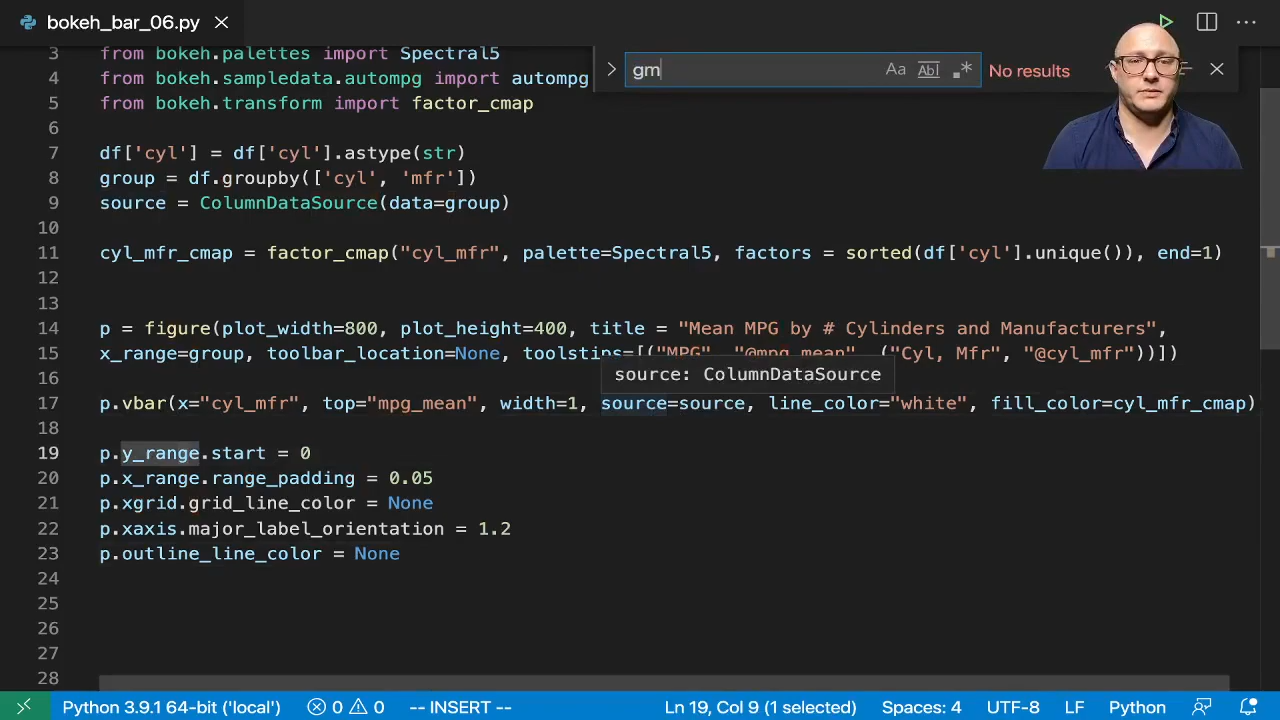 bokeh_bar_06.py
gm
Aa
Abl
.*
No results
3 from bokeh.palettes import Spectral5
4 from bokeh.sampledata.autompg import autompg
5 from bokeh.transform import factor_cmap
6
7 df['cyl'] = df['cyl'].astype(str)
8 group = df.groupby(['cyl', 'mfr'])
9 source = ColumnDataSource(data=group)
10
11 cyl_mfr_cmap = factor_cmap("cyl_mfr", palette=Spectral5, factors = sorted(df['cyl'].unique()), end=1)
12
13
14 p = figure(plot_width=800, plot_height=400, title = "Mean MPG by # Cylinders and Manufacturers",
15 x_range=group, toolbar_location=None, toolstips=[("MPG", "@mpg_mean", ("Cyl, Mfr", "@cyl_mfr"))])
source: ColumnDataSource
16
17 p.vbar(x="cyl_mfr", top="mpg_mean", width=1, source=source, line_color="white", fill_color=cyl_mfr_cmap)
18
19 p.y_range.start = 0
20 p.x_range.range_padding = 0.05
21 p.xgrid.grid_line_color = None
22 p.xaxis.major_label_orientation = 1.2
23 p.outline_line_color = None
24
25
26
27
28
Python 3.9.1 64-bit ('local') 0 0 -- INSERT -- Ln 19, Col 9 (1 selected) Spaces: 4 UTF-8 LF Python